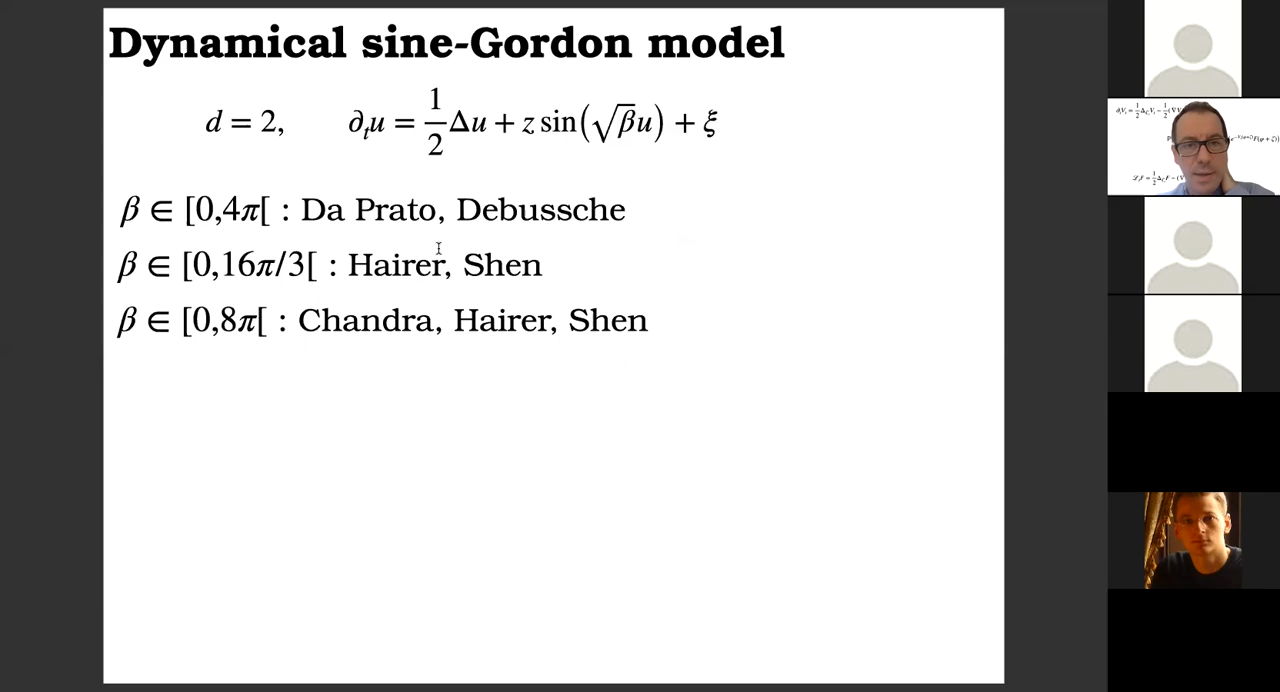 Dynamical sine-Gordon model
d = 2, ∂ₜu = 1/2 Δu + z sin(√β u) + ξ
β ∈ [0,4π[ : Da Prato, Debussche
β ∈ [0,16π/3[ : Hairer, Shen
β ∈ [0,8π[ : Chandra, Hairer, Shen